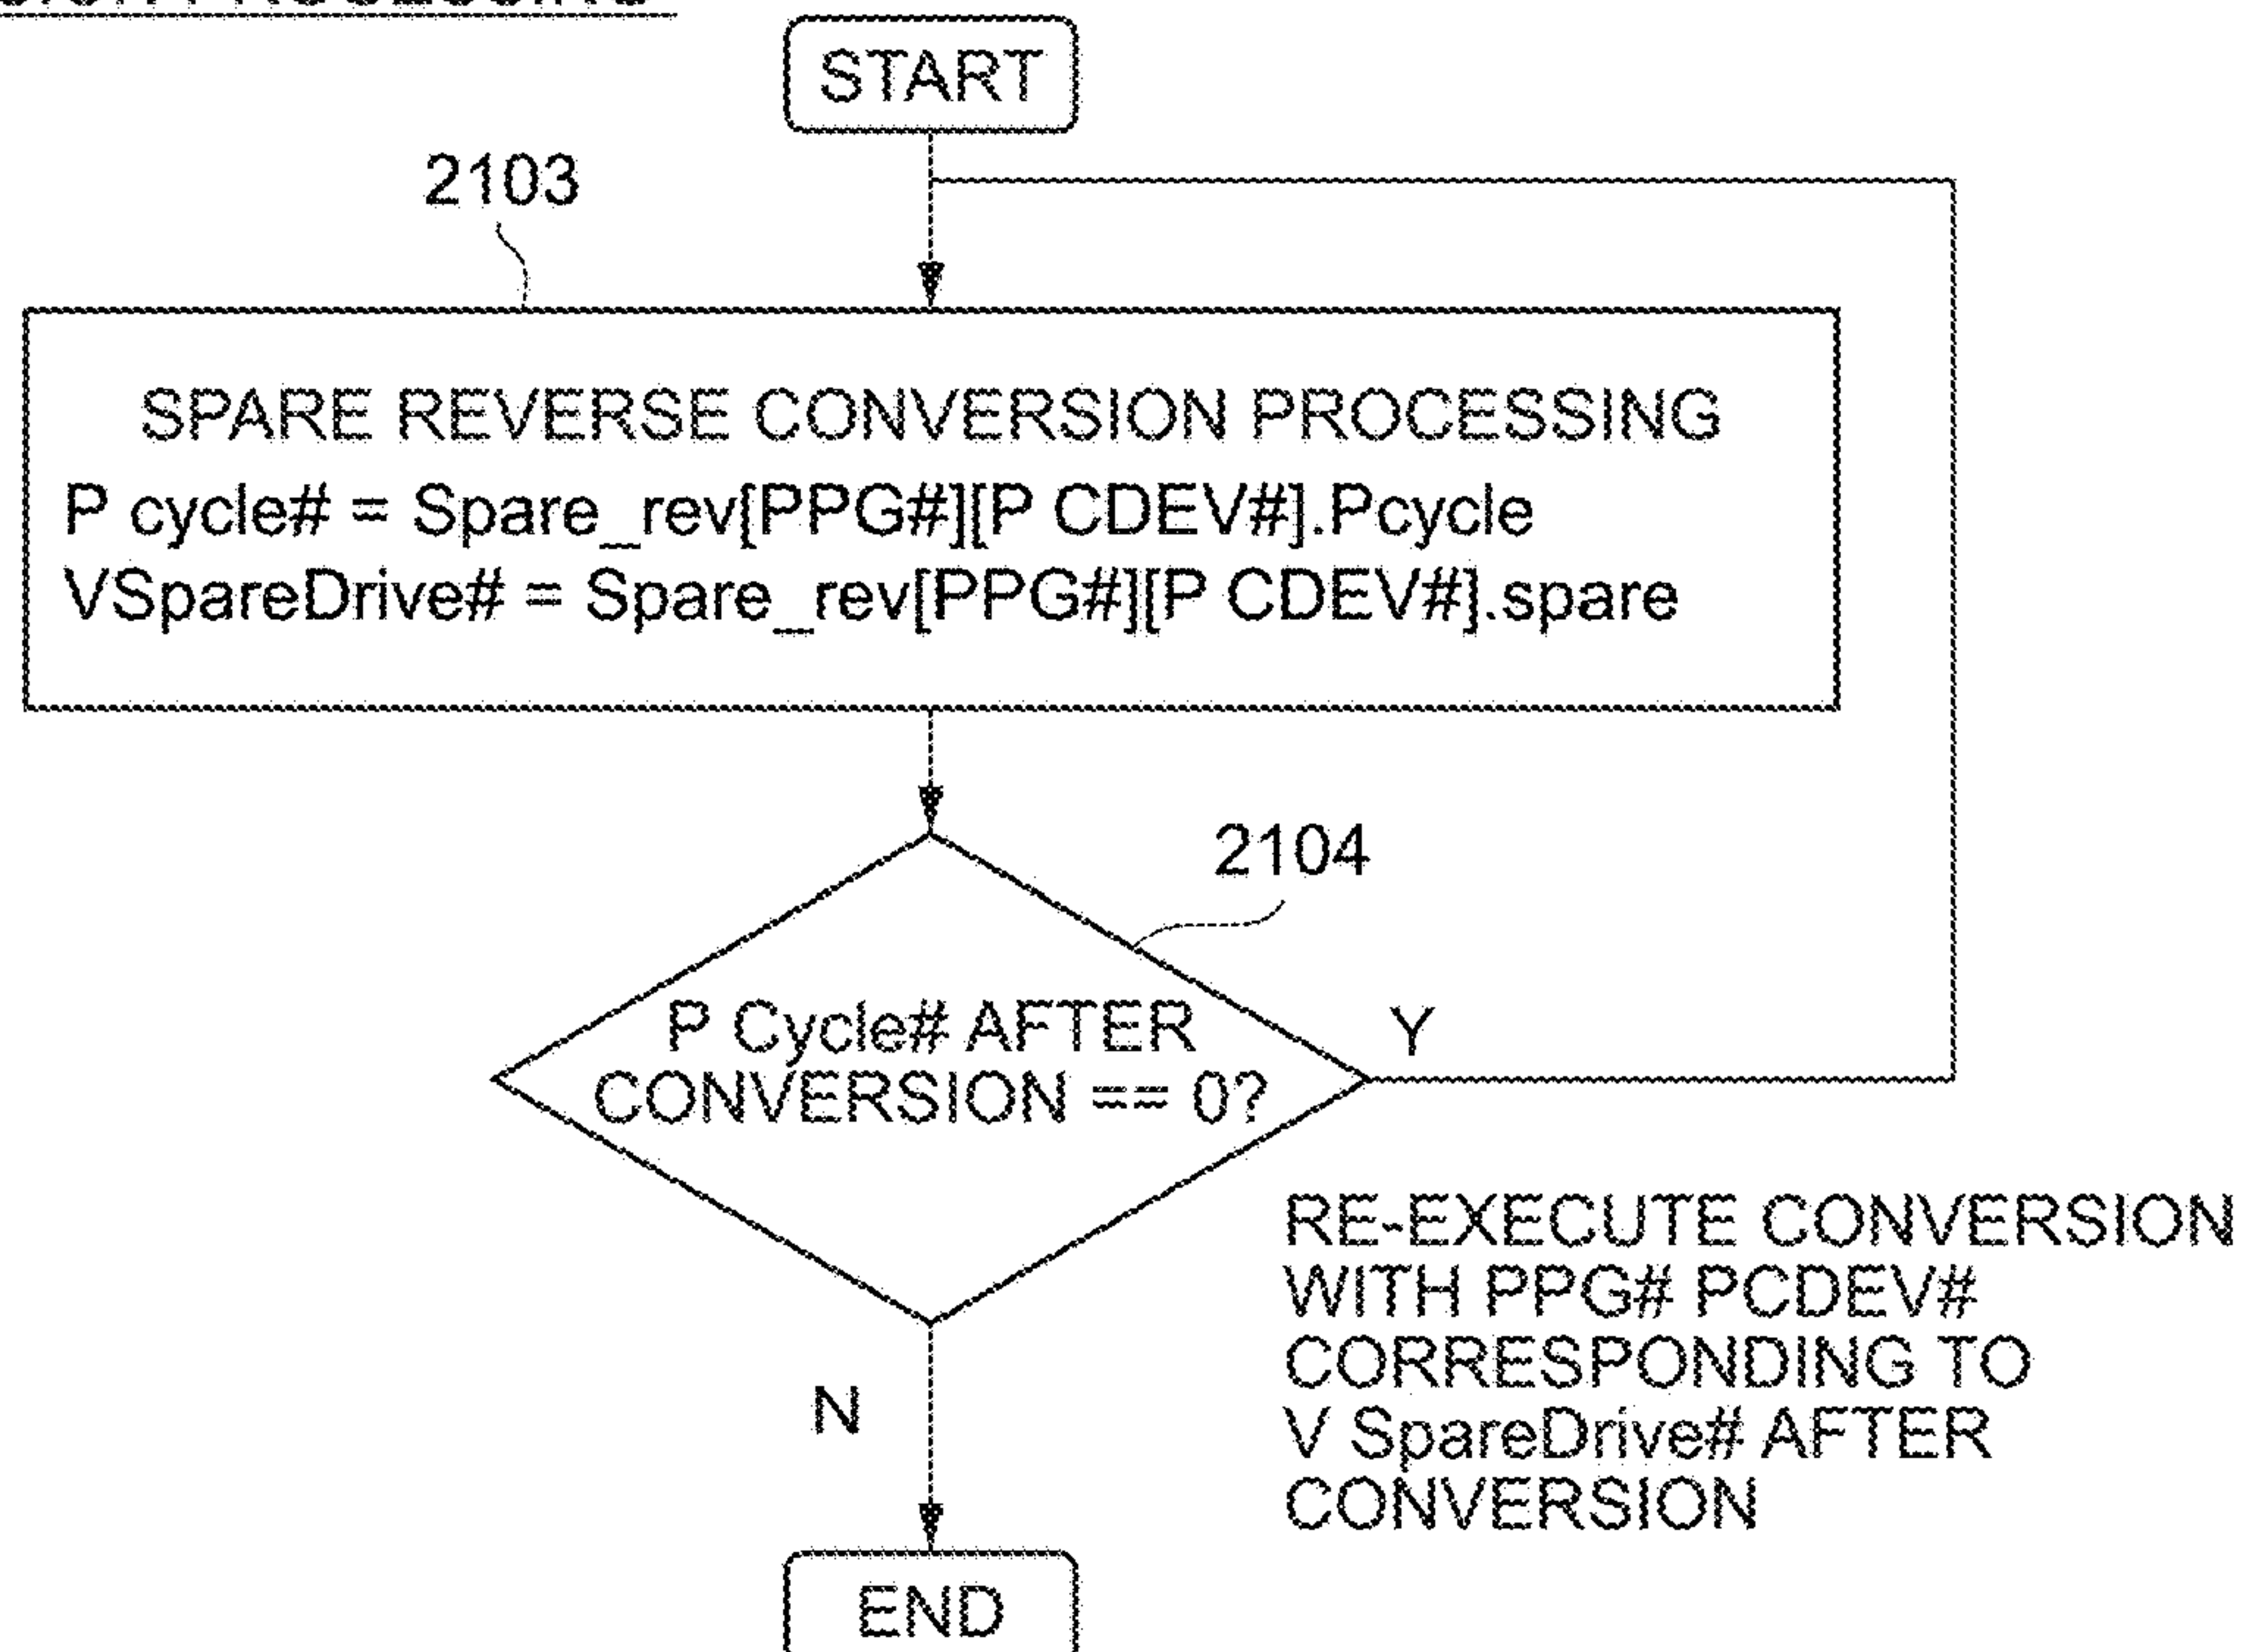 START
2103
SPARE REVERSE CONVERSION PROCESSING
P cycle# = Spare_rev[PPG#][P CDEV#].Pcycle
VSpareDrive# = Spare_rev[PPG#][P CDEV#].spare
2104
P Cycle# AFTER
CONVERSION == 0?
Y
RE-EXECUTE CONVERSION
WITH PPG# PCDEV#
CORRESPONDING TO
V SpareDrive# AFTER
CONVERSION
N
END